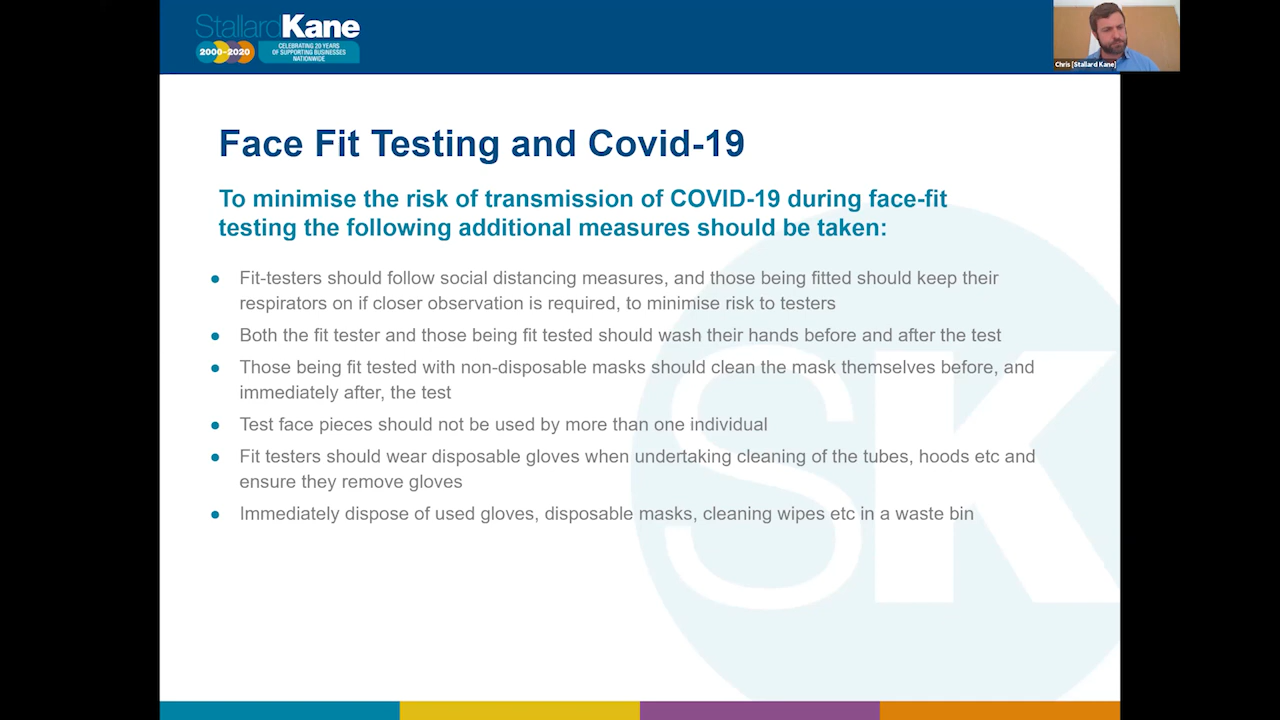 StallardKane
2000-2020
CELEBRATING 20 YEARS
OF SUPPORTING BUSINESSES
NATIONWIDE
Chris [Stallard Kane]
Face Fit Testing and Covid-19
To minimise the risk of transmission of COVID-19 during face-fit
testing the following additional measures should be taken:
● Fit-testers should follow social distancing measures, and those being fitted should keep their
respirators on if closer observation is required, to minimise risk to testers
● Both the fit tester and those being fit tested should wash their hands before and after the test
● Those being fit tested with non-disposable masks should clean the mask themselves before, and
immediately after, the test
● Test face pieces should not be used by more than one individual
● Fit testers should wear disposable gloves when undertaking cleaning of the tubes, hoods etc and
ensure they remove gloves
● Immediately dispose of used gloves, disposable masks, cleaning wipes etc in a waste bin
SK